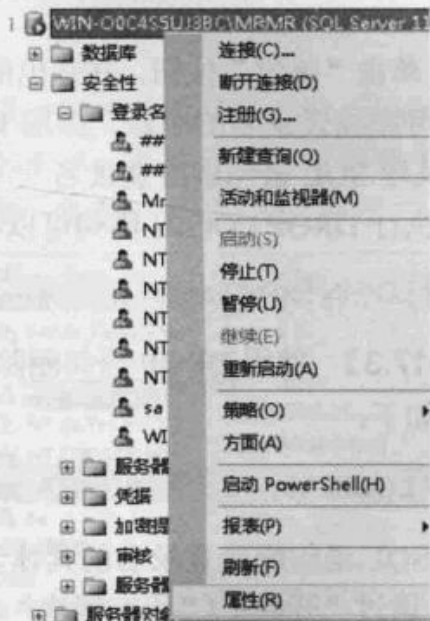 1 WIN-O0C4S5UJ3BC\MRMR (SQL Server 11
数据库
安全性
登录名
##
##
Mr
NT
NT
NT
NT
NT
NT
sa
WI
服务器
凭据
加密提
审核
服务器
服务器对象
连接(C)...
断开连接(D)
注册(G)...
新建查询(Q)
活动和监视器(M)
启动(S)
停止(T)
暂停(U)
继续(E)
重新启动(A)
策略(O)
方面(A)
启动 PowerShell(H)
报表(P)
刷新(F)
属性(R)